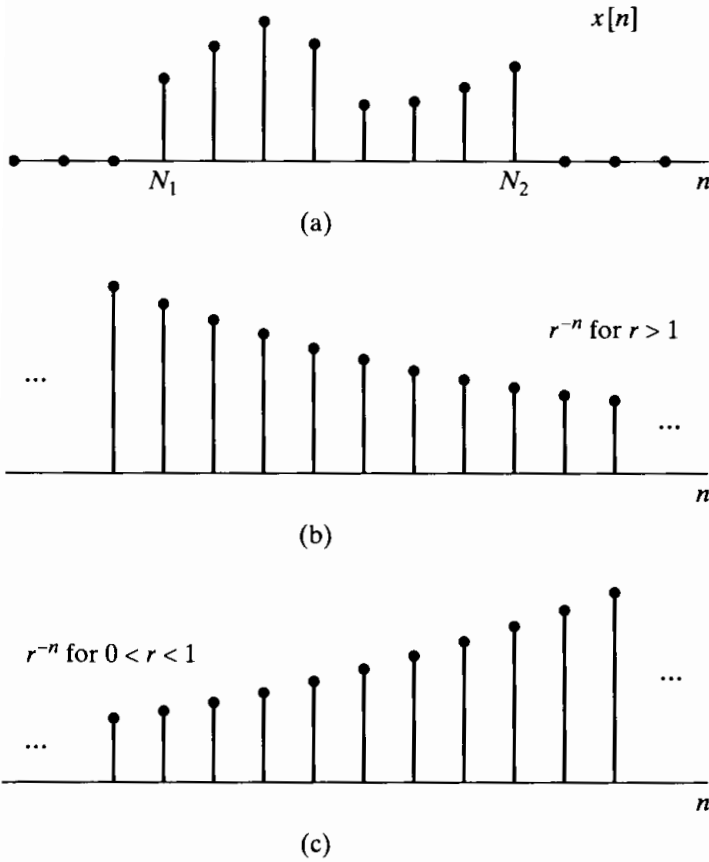 x[n]
N₁ N₂ n
(a)
r⁻ⁿ for r > 1
...
...
n
(b)
r⁻ⁿ for 0 < r < 1
...
...
n
(c)